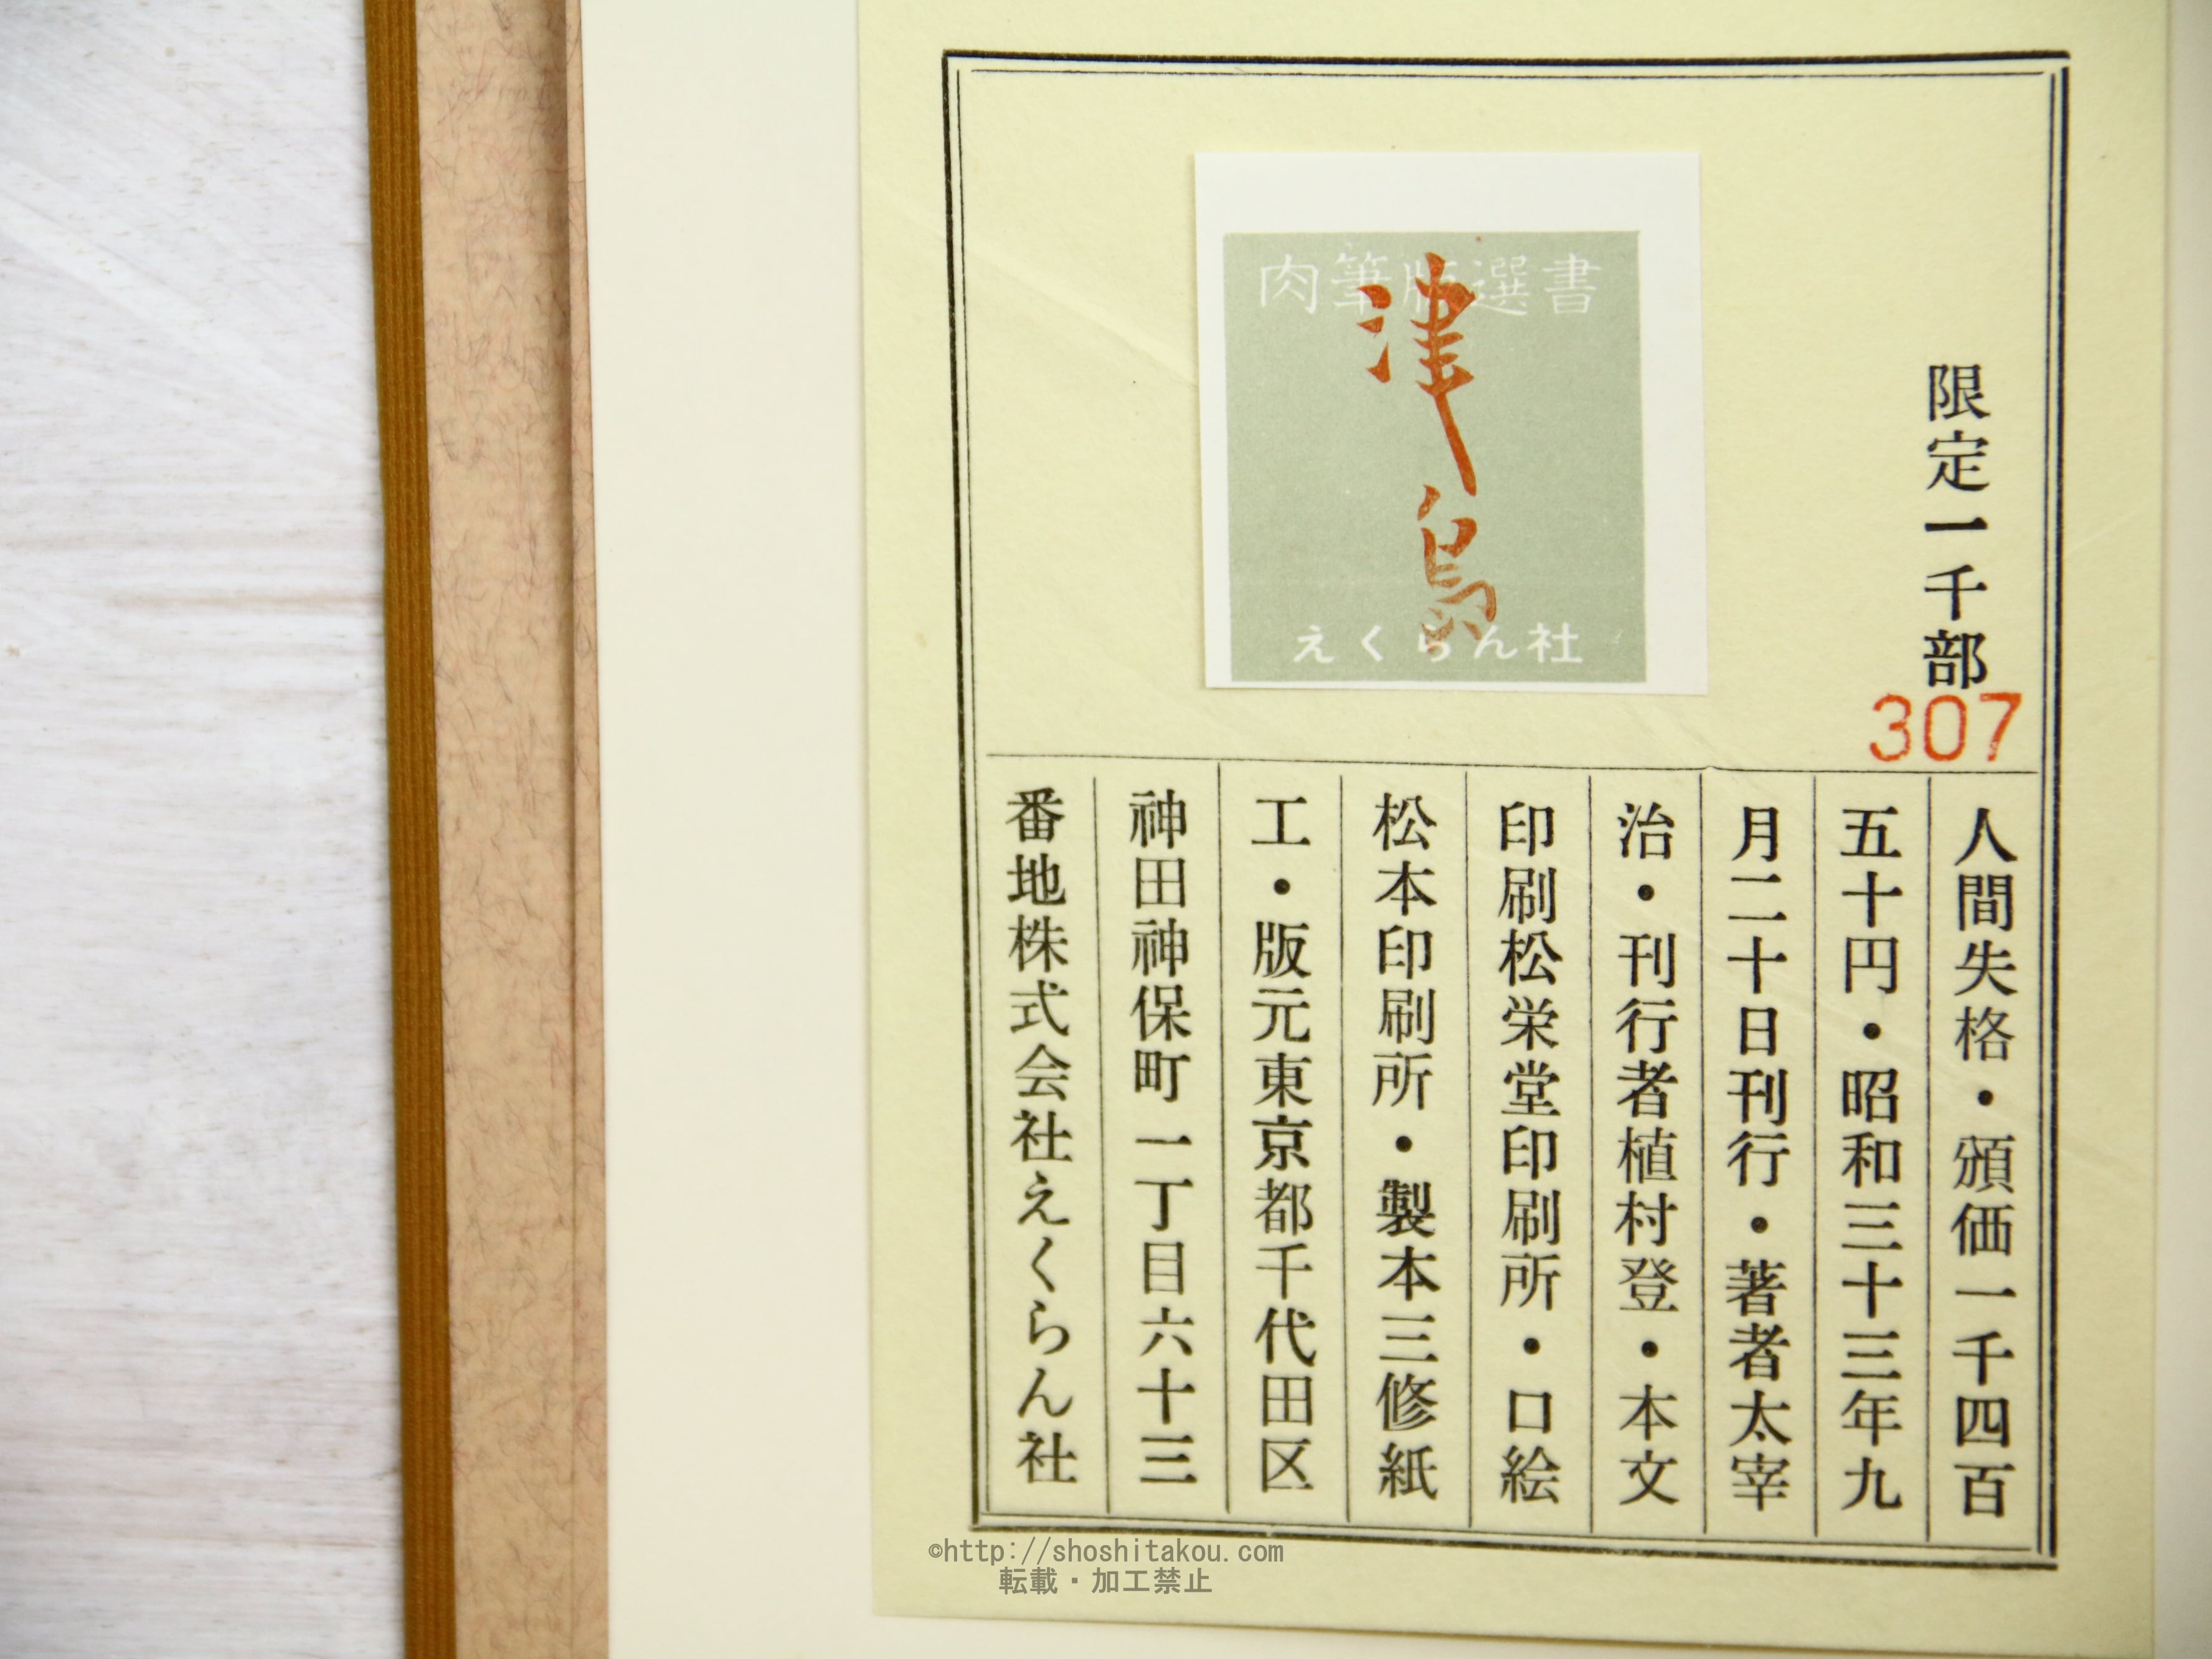 限定一千部
307
肉筆版選書
津島
えくらん社
人間失格・頒価一千四百
五十円・昭和三十三年九
月二十日刊行・著者太宰
治・刊行者植村登・本文
印刷松栄堂印刷所・口絵
松本印刷所・製本三修紙
工・版元東京都千代田区
神田神保町一丁目六十三
番地株式会社えくらん社
©http://shoshitakou.com
転載・加工禁止